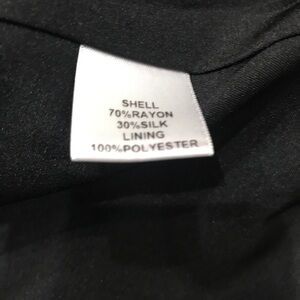 SHELL
70%RAYON
30%SILK
LINING
100%POLYESTER